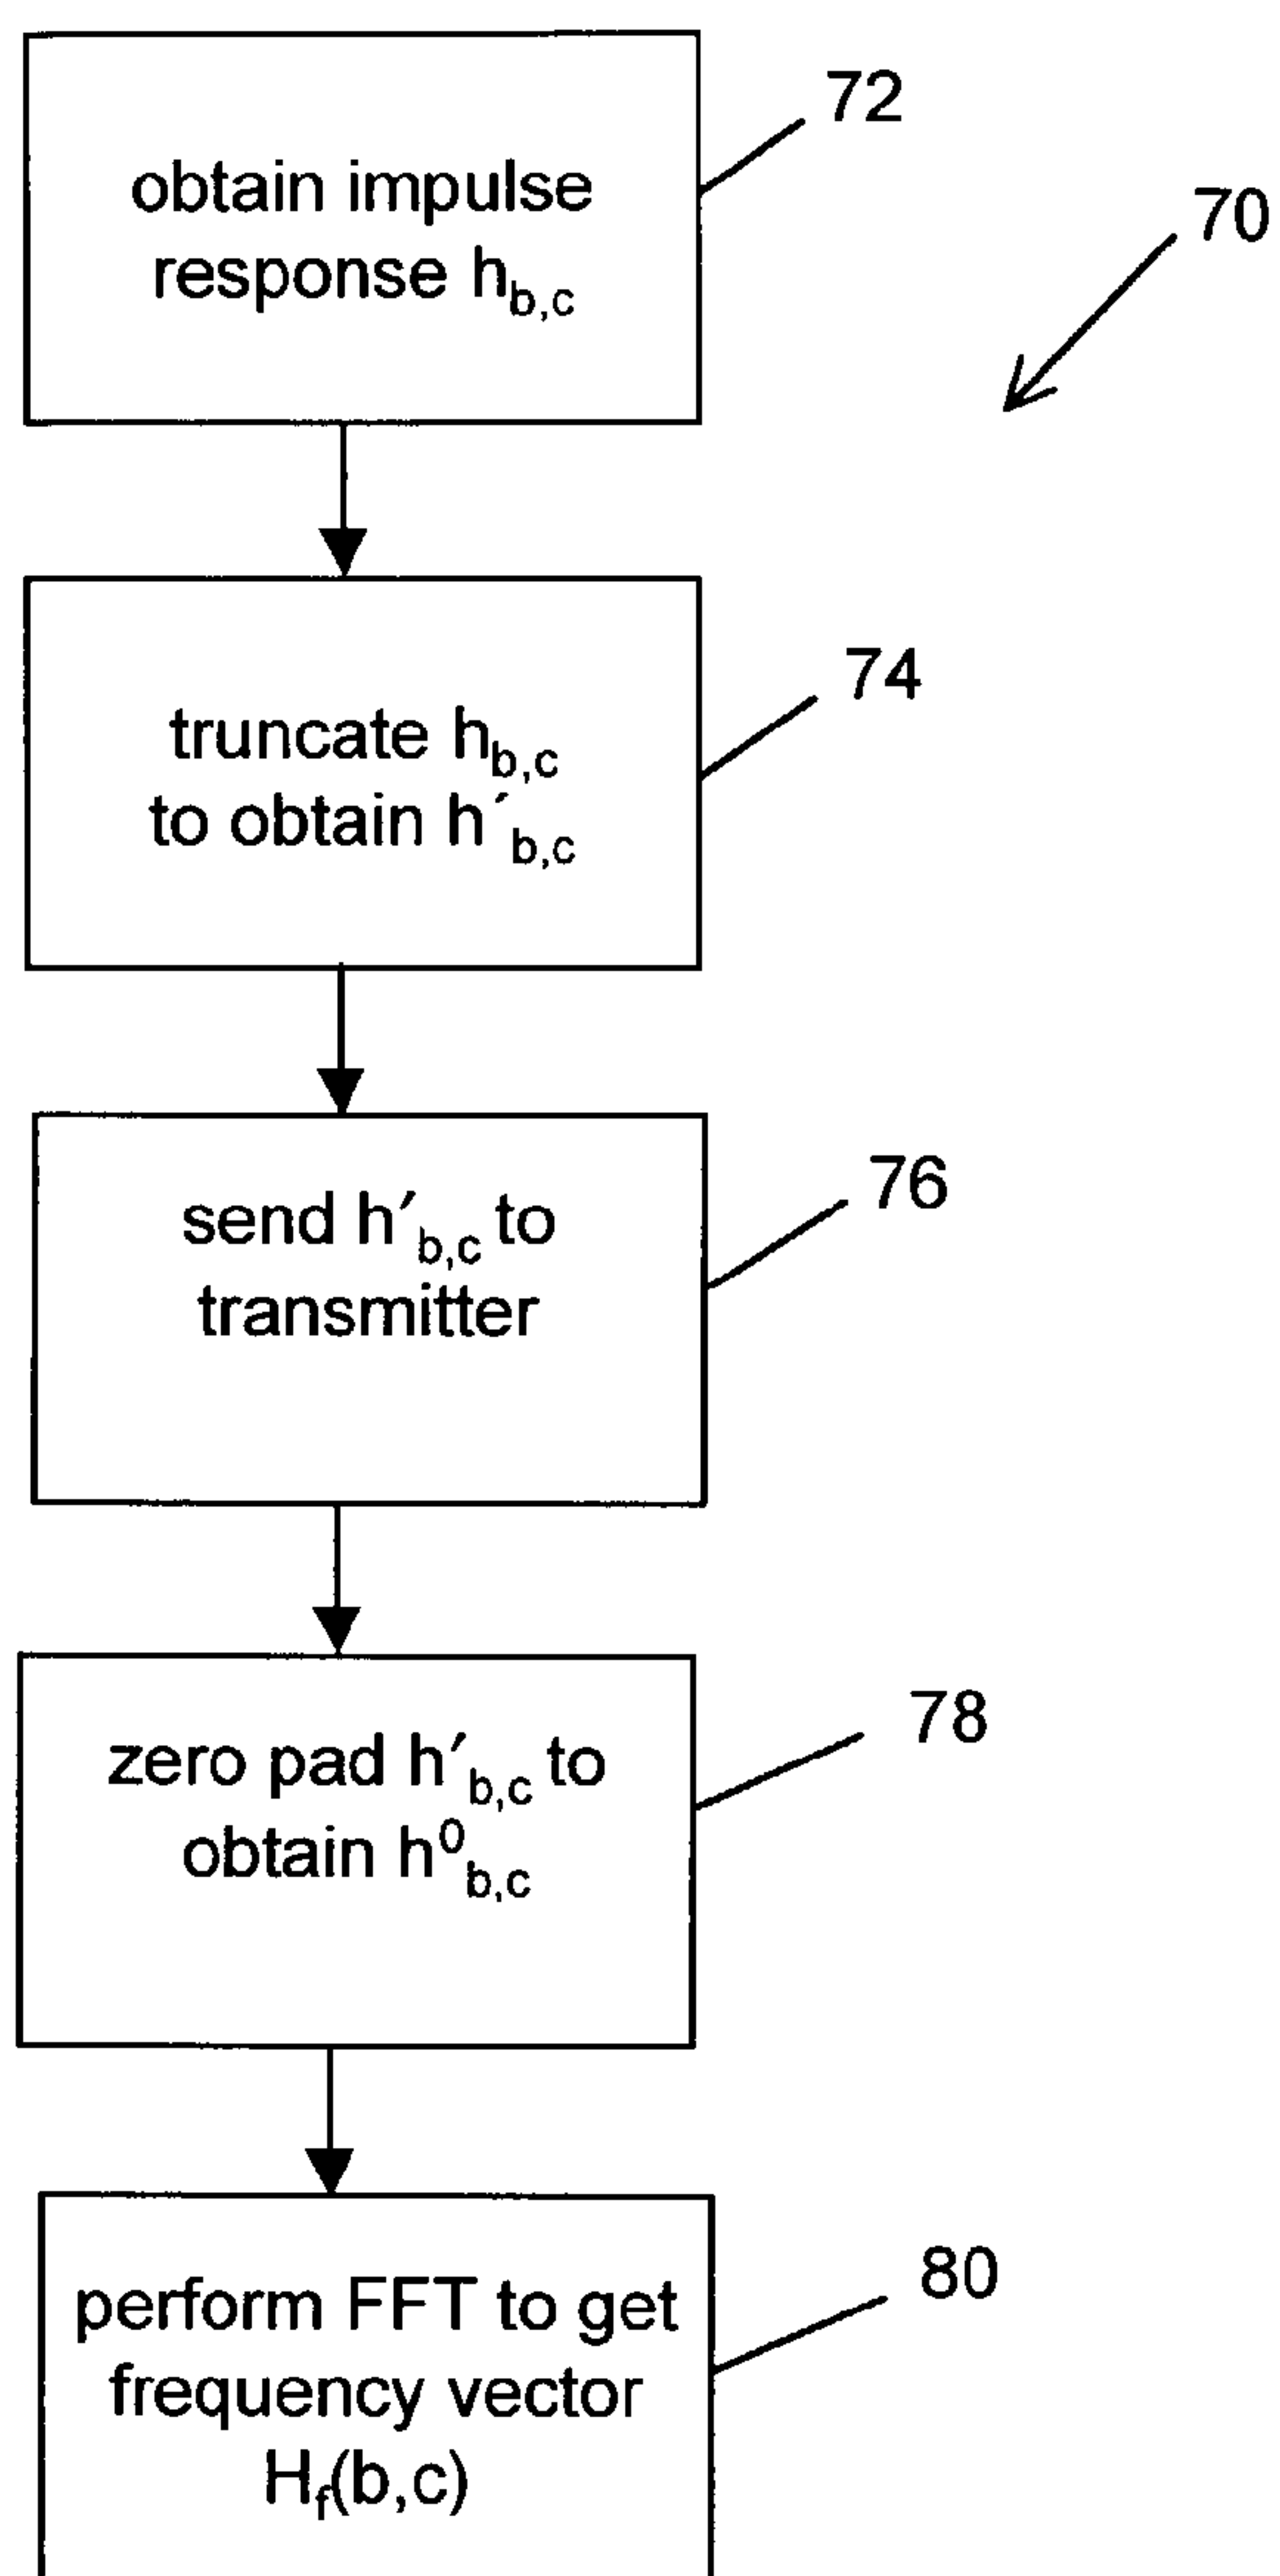 obtain impulse
response h_b,c
72
70
truncate h_b,c
to obtain h´_b,c
74
send h′_b,c to
transmitter
76
zero pad h′_b,c to
obtain h⁰_b,c
78
perform FFT to get
frequency vector
H_f(b,c)
80